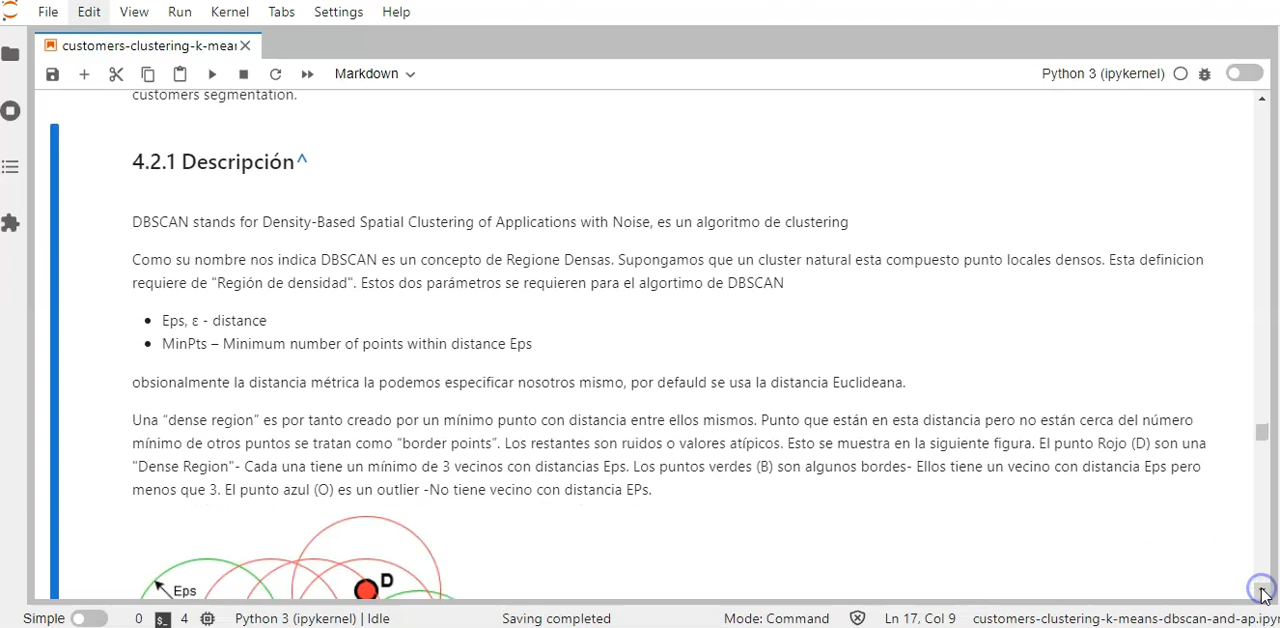 File Edit View Run Kernel Tabs Settings Help
customers-clustering-k-mear
Markdown
Python 3 (ipykernel)
customers segmentation.
4.2.1 Descripción^
DBSCAN stands for Density-Based Spatial Clustering of Applications with Noise, es un algoritmo de clustering
Como su nombre nos indica DBSCAN es un concepto de Regione Densas. Supongamos que un cluster natural esta compuesto punto locales densos. Esta definicion
requiere de "Región de densidad". Estos dos parámetros se requieren para el algortimo de DBSCAN
• Eps, ε - distance
• MinPts – Minimum number of points within distance Eps
obsionalmente la distancia métrica la podemos especificar nosotros mismo, por defauld se usa la distancia Euclideana.
Una “dense region” es por tanto creado por un mínimo punto con distancia entre ellos mismos. Punto que están en esta distancia pero no están cerca del número
mínimo de otros puntos se tratan como “border points”. Los restantes son ruidos o valores atípicos. Esto se muestra en la siguiente figura. El punto Rojo (D) son una
"Dense Region"- Cada una tiene un mínimo de 3 vecinos con distancias Eps. Los puntos verdes (B) son algunos bordes- Ellos tiene un vecino con distancia Eps pero
menos que 3. El punto azul (O) es un outlier -No tiene vecino con distancia EPs.
D
Eps
Simple 0 $_ 4 Python 3 (ipykernel) | Idle Saving completed Mode: Command Ln 17, Col 9 customers-clustering-k-means-dbscan-and-ap.ipyn